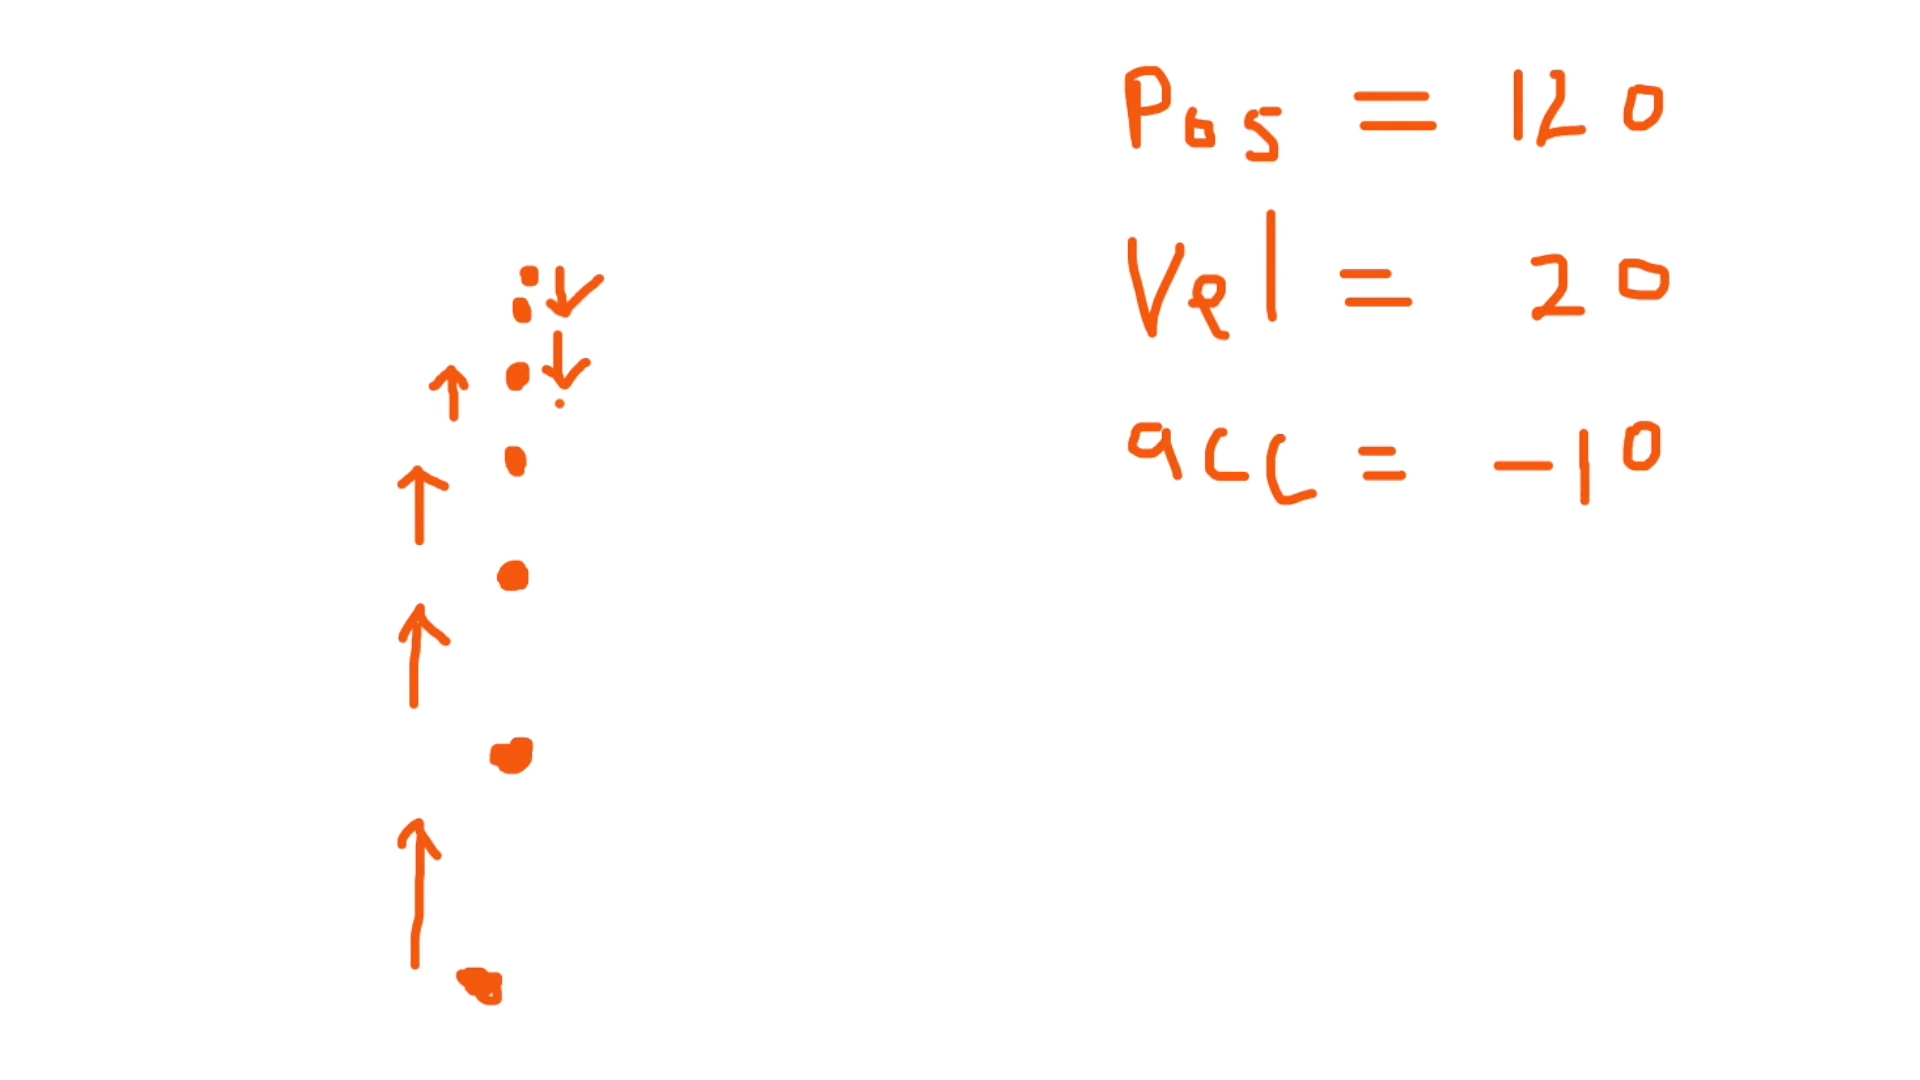 Pos = 120
Vel = 20
acc = -10